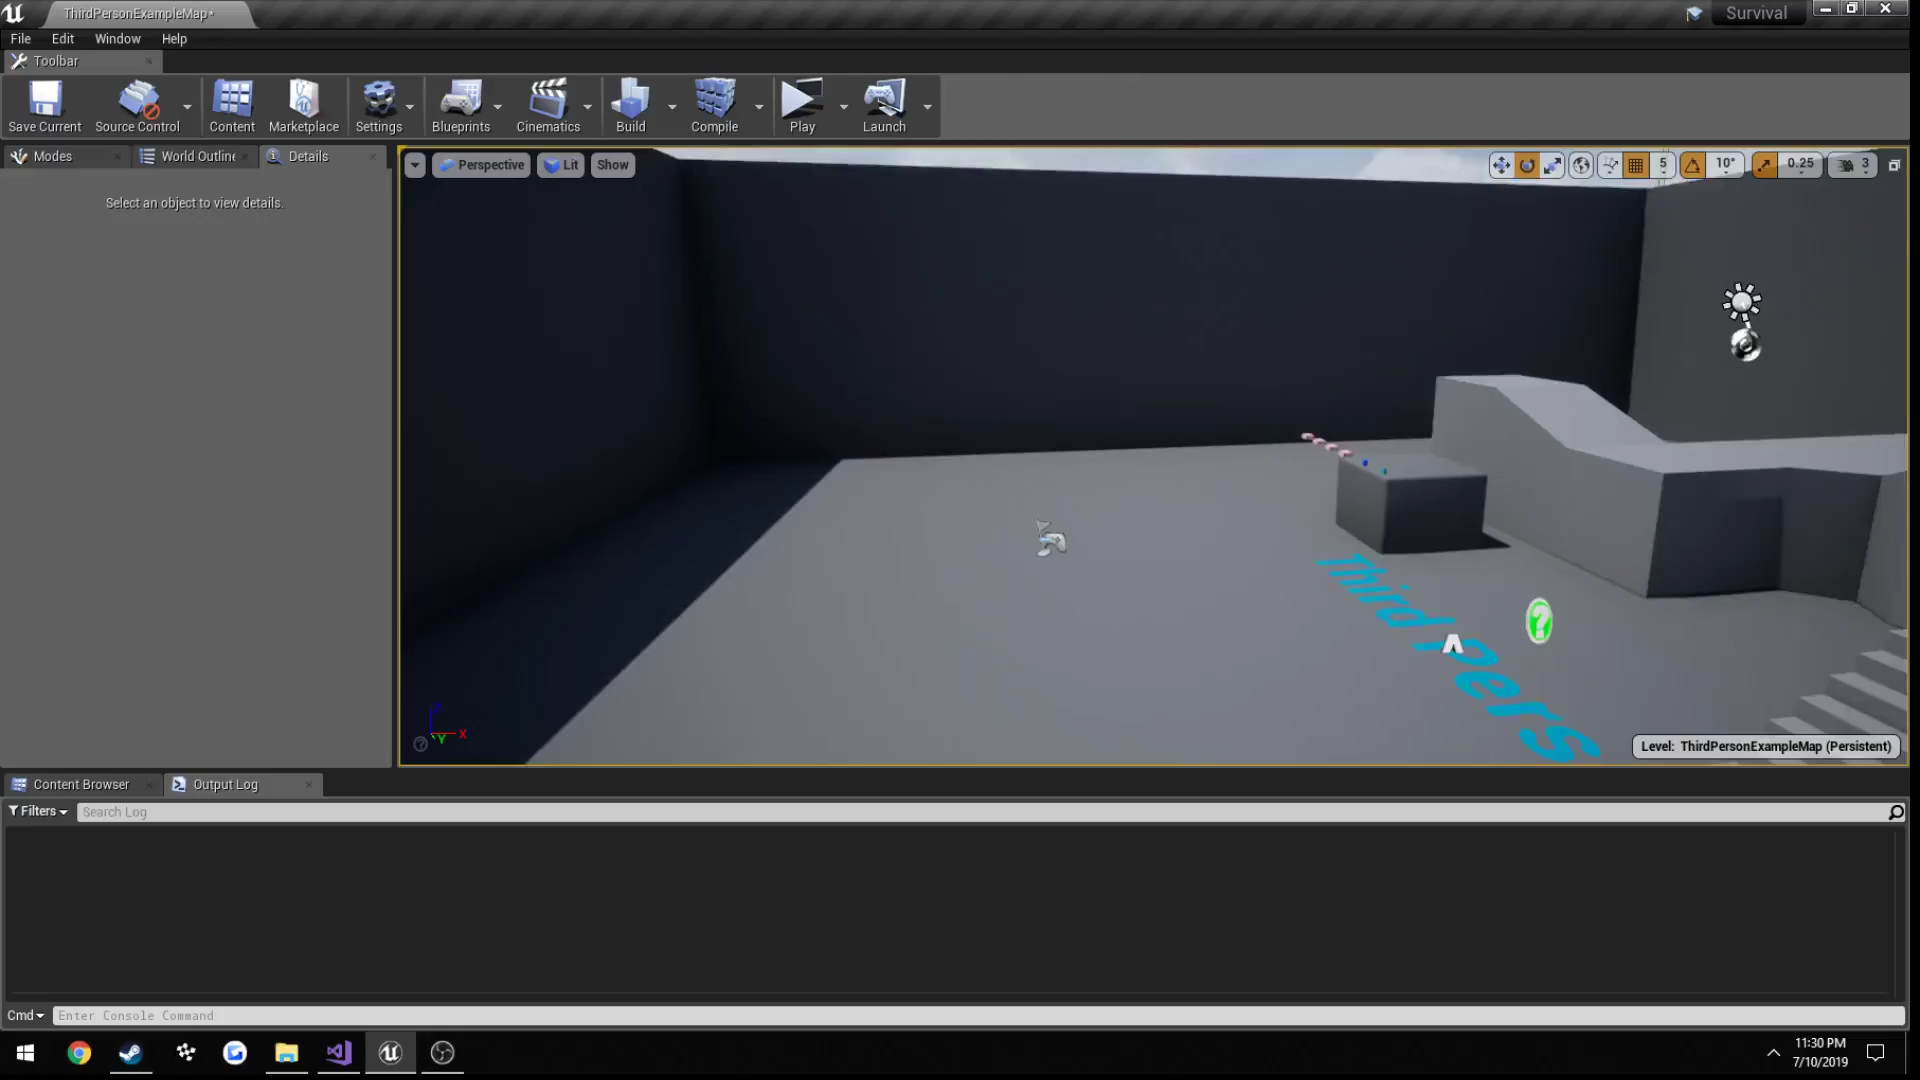 ThirdPersonExampleMap*
Survival
File Edit Window Help
Toolbar
Save Current Source Control Content Marketplace Settings Blueprints Cinematics Build Compile Play Launch
Modes World Outline Details
Select an object to view details.
Perspective Lit Show
5 10° 0.25 3
Third Pers
X
Y
Level: ThirdPersonExampleMap (Persistent)
Content Browser Output Log
Filters Search Log
Cmd Enter Console Command
11:30 PM
7/10/2019